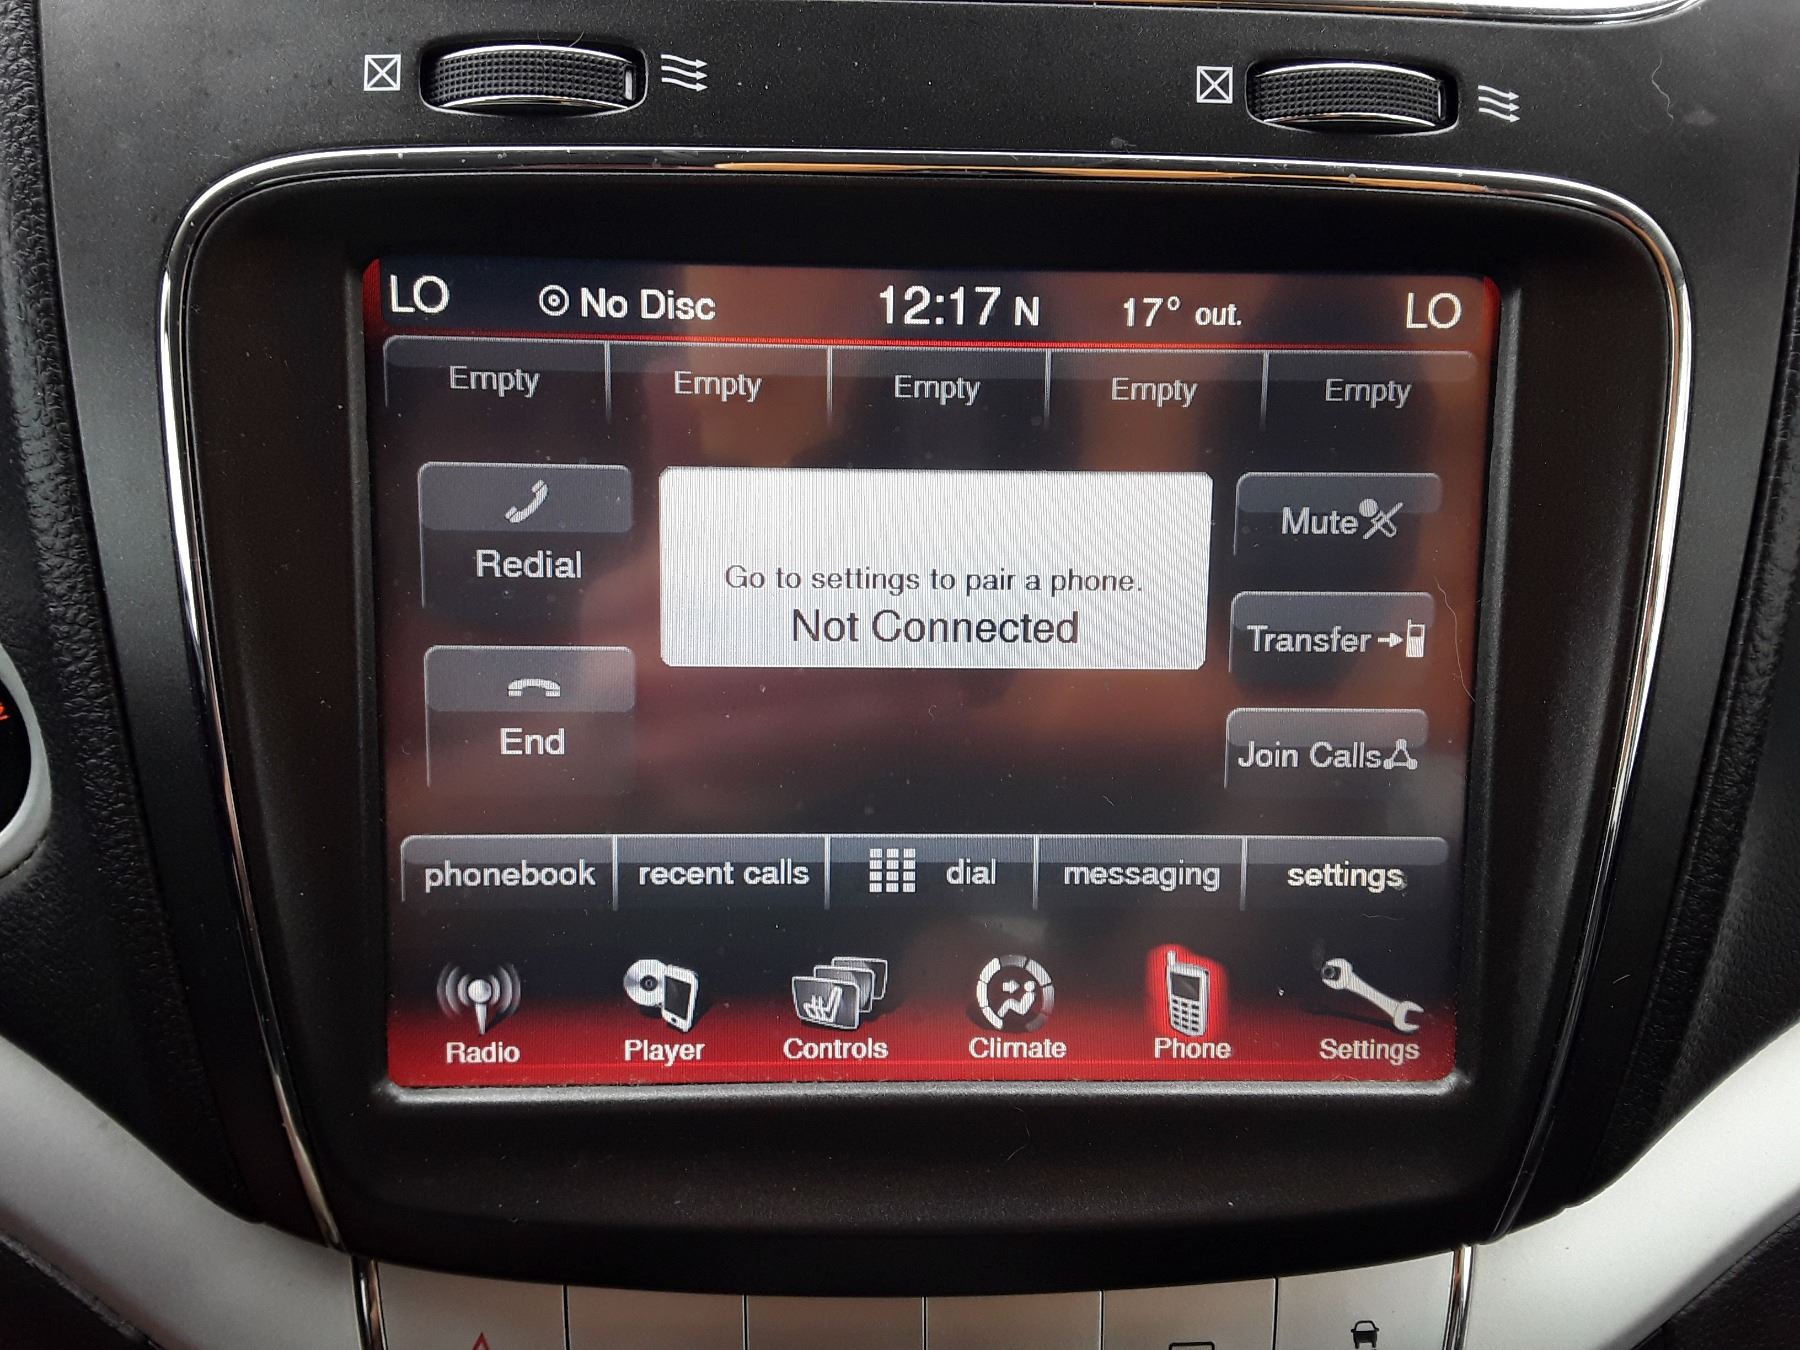 LO No Disc 12:17 N 17° out. LO
Empty Empty Empty Empty Empty
Redial
Go to settings to pair a phone.
Not Connected
Mute
Transfer
End
Join Calls
phonebook recent calls dial messaging settings
Radio Player Controls Climate Phone Settings